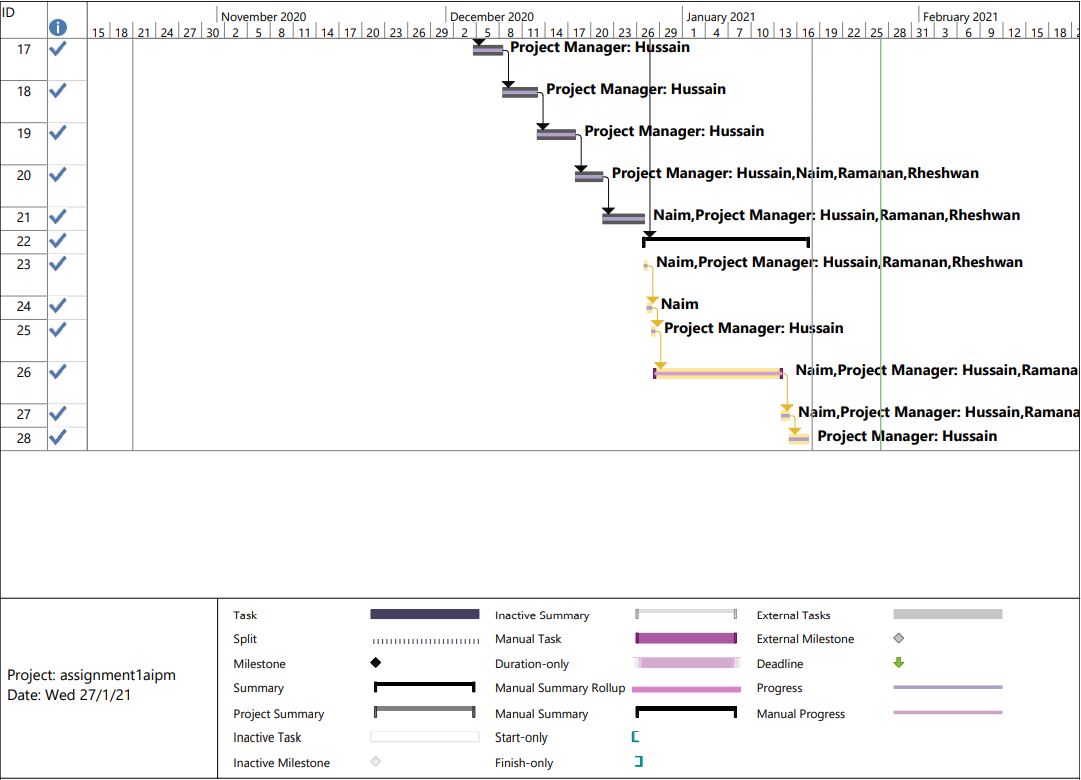 ID
i
November 2020
December 2020
January 2021
February 2021
15 18 21 24 27 30 2 5 8 11 14 17 20 23 26 29 2 5 8 11 14 17 20 23 26 29 1 4 7 10 13 16 19 22 25 28 31 3 6 9 12 15 18
17 Project Manager: Hussain
18 Project Manager: Hussain
19 Project Manager: Hussain
20 Project Manager: Hussain,Naim,Ramanan,Rheshwan
21 Naim,Project Manager: Hussain,Ramanan,Rheshwan
22
23 Naim,Project Manager: Hussain,Ramanan,Rheshwan
24 Naim
25 Project Manager: Hussain
26 Naim,Project Manager: Hussain,Ramana
27 Naim,Project Manager: Hussain,Ramana
28 Project Manager: Hussain
Project: assignment1aipm
Date: Wed 27/1/21
Task
Split
Milestone
Summary
Project Summary
Inactive Task
Inactive Milestone
Inactive Summary
Manual Task
Duration-only
Manual Summary Rollup
Manual Summary
Start-only
Finish-only
External Tasks
External Milestone
Deadline
Progress
Manual Progress